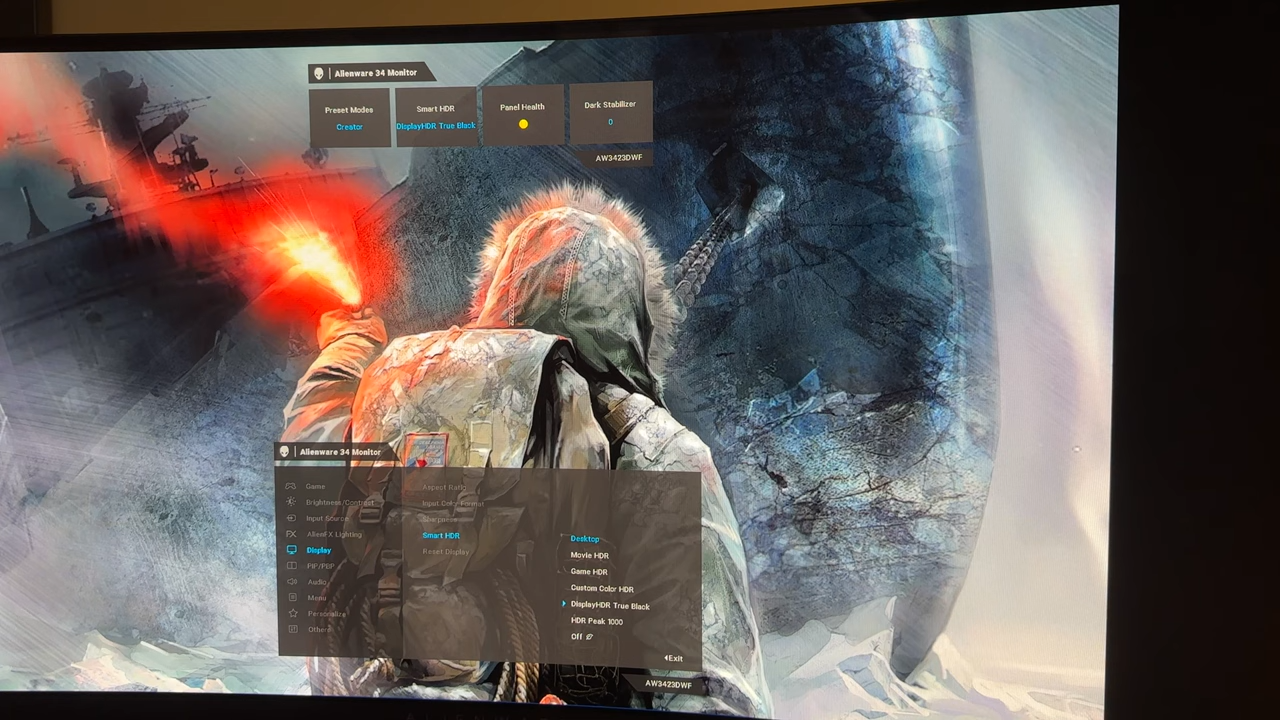 Alienware 34 Monitor
Preset Modes
Creator
Smart HDR
DisplayHDR True Black
Panel Health
Dark Stabilizer
0
AW3423DWF
Alienware 34 Monitor
Game
Brightness/Contrast
Input Source
FX AlienFX Lighting
Display
PIP/PBP
Audio
Menu
Personalize
Others
Aspect Ratio
Input Color Format
Sharpness
Smart HDR
Reset Display
Desktop
Movie HDR
Game HDR
Custom Color HDR
DisplayHDR True Black
HDR Peak 1000
Off
Exit
AW3423DWF